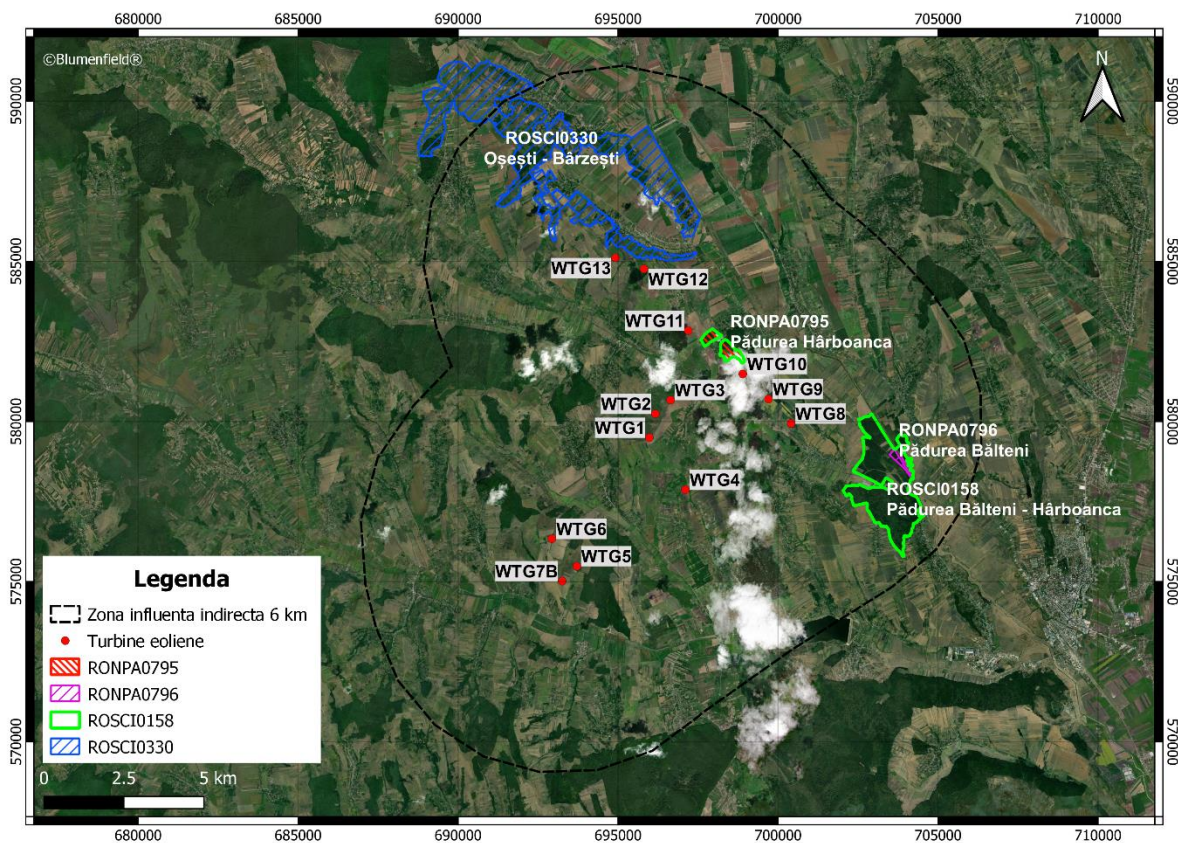 680000 685000 690000 695000 700000 705000 710000
©Blumenfield®
N
590000
590000
ROSCI0330
Oșești - Bârzești
585000
585000
WTG13
WTG12
WTG11
RONPA0795
Pădurea Hârboanca
WTG10
WTG3
WTG9
WTG2
WTG8
WTG1
580000
580000
RONPA0796
Pădurea Bălteni
ROSCI0158
Pădurea Bălteni - Hârboanca
WTG4
WTG6
WTG5
WTG7B
575000
575000
Legenda
Zona influenta indirecta 6 km
Turbine eoliene
RONPA0795
RONPA0796
ROSCI0158
ROSCI0330
570000
570000
0 2.5 5 km
680000 685000 690000 695000 700000 705000 710000